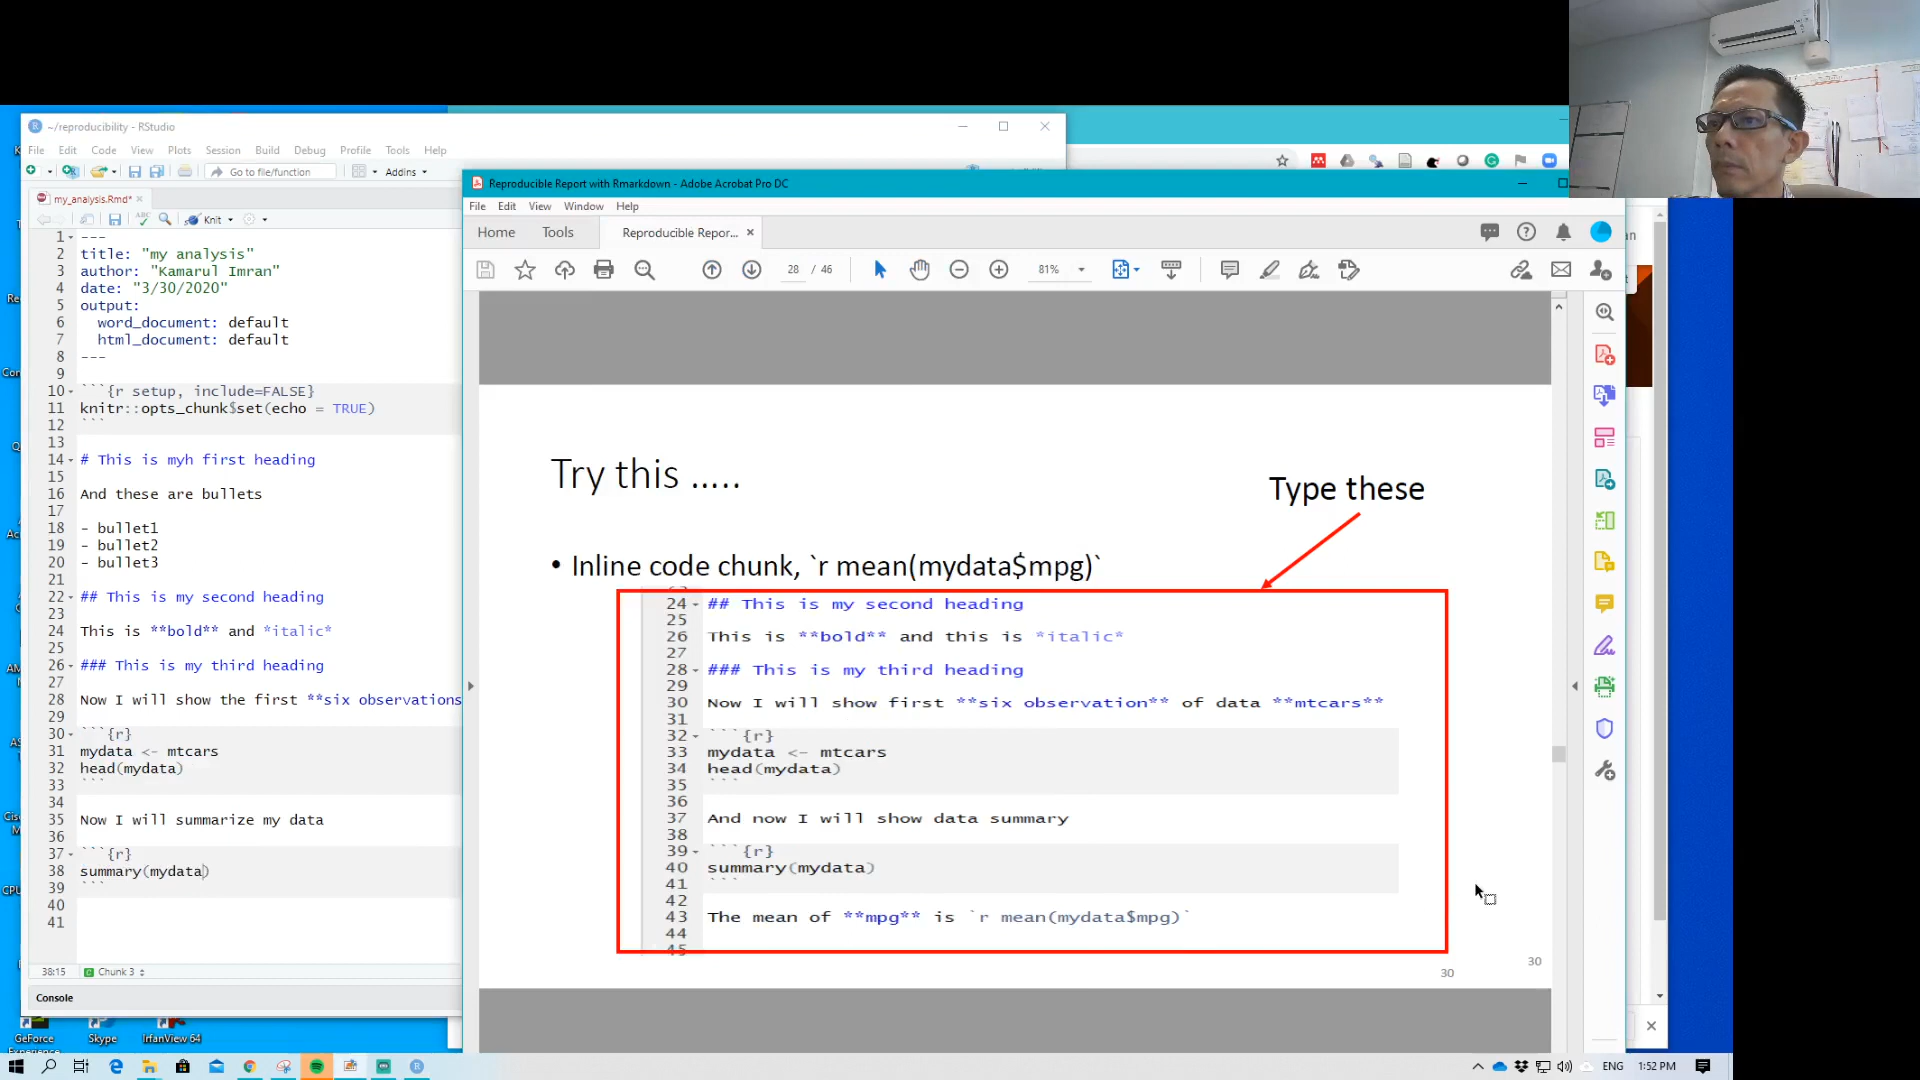 ~/reproducibility - RStudio
File Edit Code View Plots Session Build Debug Profile Tools Help
Go to file/function
Addins
my_analysis.Rmd*
ABC
Knit
1 ---
2 title: "my analysis"
3 author: "Kamarul Imran"
4 date: "3/30/2020"
5 output:
6 word_document: default
7 html_document: default
8 ---
9
10 ```{r setup, include=FALSE}
11 knitr::opts_chunk$set(echo = TRUE)
12 ```
13
14 # This is myh first heading
15
16 And these are bullets
17
18 - bullet1
19 - bullet2
20 - bullet3
21
22 ## This is my second heading
23
24 This is **bold** and *italic*
25
26 ### This is my third heading
27
28 Now I will show the first **six observations
29
30 ```{r}
31 mydata <- mtcars
32 head(mydata)
33 ```
34
35 Now I will summarize my data
36
37 ```{r}
38 summary(mydata)
39 ```
40
41
38:15 Chunk 3
Console
Reproducible Report with Rmarkdown - Adobe Acrobat Pro DC
File Edit View Window Help
Home Tools Reproducible Repor...
28 / 46 81%
Try this .....
Type these
• Inline code chunk, `r mean(mydata$mpg)`
24 ## This is my second heading
25
26 This is **bold** and this is *italic*
27
28 ### This is my third heading
29
30 Now I will show first **six observation** of data **mtcars**
31
32 ```{r}
33 mydata <- mtcars
34 head(mydata)
35 ```
36
37 And now I will show data summary
38
39 ```{r}
40 summary(mydata)
41 ```
42
43 The mean of **mpg** is `r mean(mydata$mpg)`
44
45
30
30
GeForce
Experience
Skype
IrfanView 64
ENG 1:52 PM